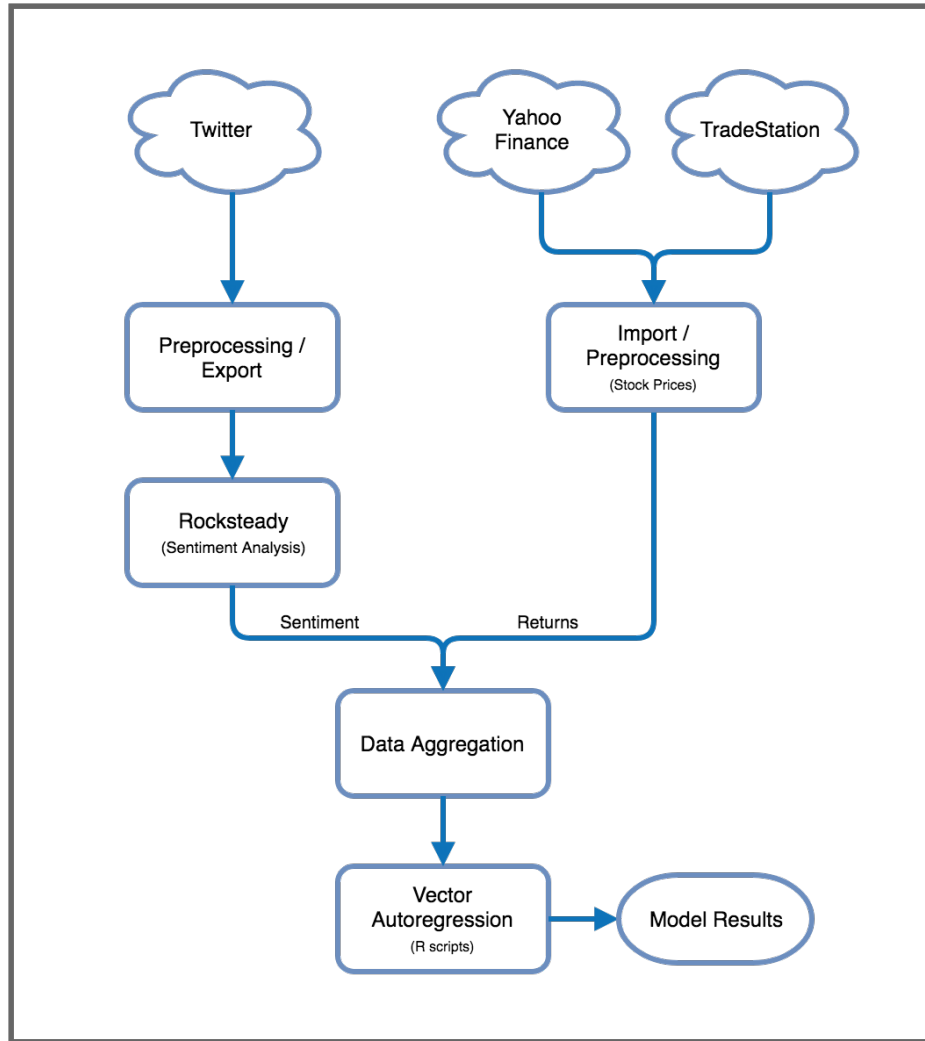 Twitter
Yahoo
Finance
TradeStation
Preprocessing /
Export
Import /
Preprocessing
(Stock Prices)
Rocksteady
(Sentiment Analysis)
Sentiment
Returns
Data Aggregation
Vector
Autoregression
(R scripts)
Model Results